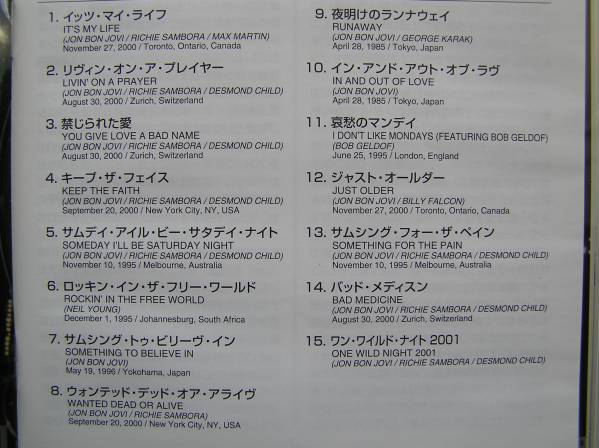 1. イッツ・マイ・ライフ
IT'S MY LIFE
(JON BON JOVI / RICHIE SAMBORA / MAX MARTIN)
November 27, 2000 / Toronto, Ontario, Canada
2. リヴィン・オン・ア・プレイヤー
LIVIN' ON A PRAYER
(JON BON JOVI / RICHIE SAMBORA / DESMOND CHILD)
August 30, 2000 / Zurich, Switzerland
3. 禁じられた愛
YOU GIVE LOVE A BAD NAME
(JON BON JOVI / RICHIE SAMBORA / DESMOND CHILD)
August 30, 2000 / Zurich, Switzerland
4. キープ・ザ・フェイス
KEEP THE FAITH
(JON BON JOVI / RICHIE SAMBORA / DESMOND CHILD)
September 20, 2000 / New York City, NY, USA
5. サムデイ・アイル・ビー・サタデイ・ナイト
SOMEDAY I'LL BE SATURDAY NIGHT
(JON BON JOVI / RICHIE SAMBORA / DESMOND CHILD)
November 10, 1995 / Melbourne, Australia
6. ロッキン・イン・ザ・フリー・ワールド
ROCKIN' IN THE FREE WORLD
(NEIL YOUNG)
December 1, 1995 / Johannesburg, South Africa
7. サムシング・トゥ・ビリーヴ・イン
SOMETHING TO BELIEVE IN
(JON BON JOVI)
May 19, 1996 / Yokohama, Japan
8. ウォンテッド・デッド・オア・アライヴ
WANTED DEAD OR ALIVE
(JON BON JOVI / RICHIE SAMBORA)
September 20, 2000 / New York City, NY, USA
9. 夜明けのランナウェイ
RUNAWAY
(JON BON JOVI / GEORGE KARAK)
April 28, 1985 / Tokyo, Japan
10. イン・アンド・アウト・オブ・ラヴ
IN AND OUT OF LOVE
(JON BON JOVI)
April 28, 1985 / Tokyo, Japan
11. 哀愁のマンデイ
I DON'T LIKE MONDAYS (FEATURING BOB GELDOF)
(BOB GELDOF)
June 25, 1995 / London, England
12. ジャスト・オールダー
JUST OLDER
(JON BON JOVI / BILLY FALCON)
November 27, 2000 / Toronto, Ontario, Canada
13. サムシング・フォー・ザ・ペイン
SOMETHING FOR THE PAIN
(JON BON JOVI / RICHIE SAMBORA / DESMOND CHILD)
November 10, 1995 / Melbourne, Australia
14. バッド・メディスン
BAD MEDICINE
(JON BON JOVI / RICHIE SAMBORA / DESMOND CHILD)
August 30, 2000 / Zurich, Switzerland
15. ワン・ワイルド・ナイト 2001
ONE WILD NIGHT 2001
(JON BON JOVI / RICHIE SAMBORA / DESMOND CHILD)